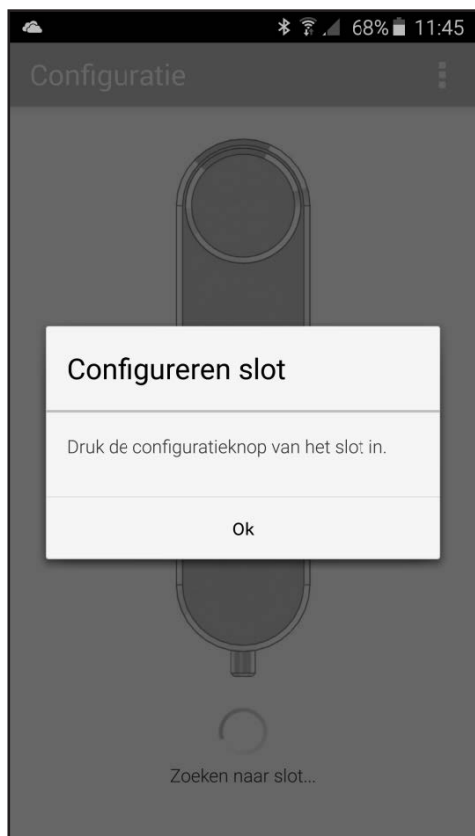 68% 11:45
Configuratie
Configureren slot
Druk de configuratieknop van het slot in.
Ok
Zoeken naar slot...